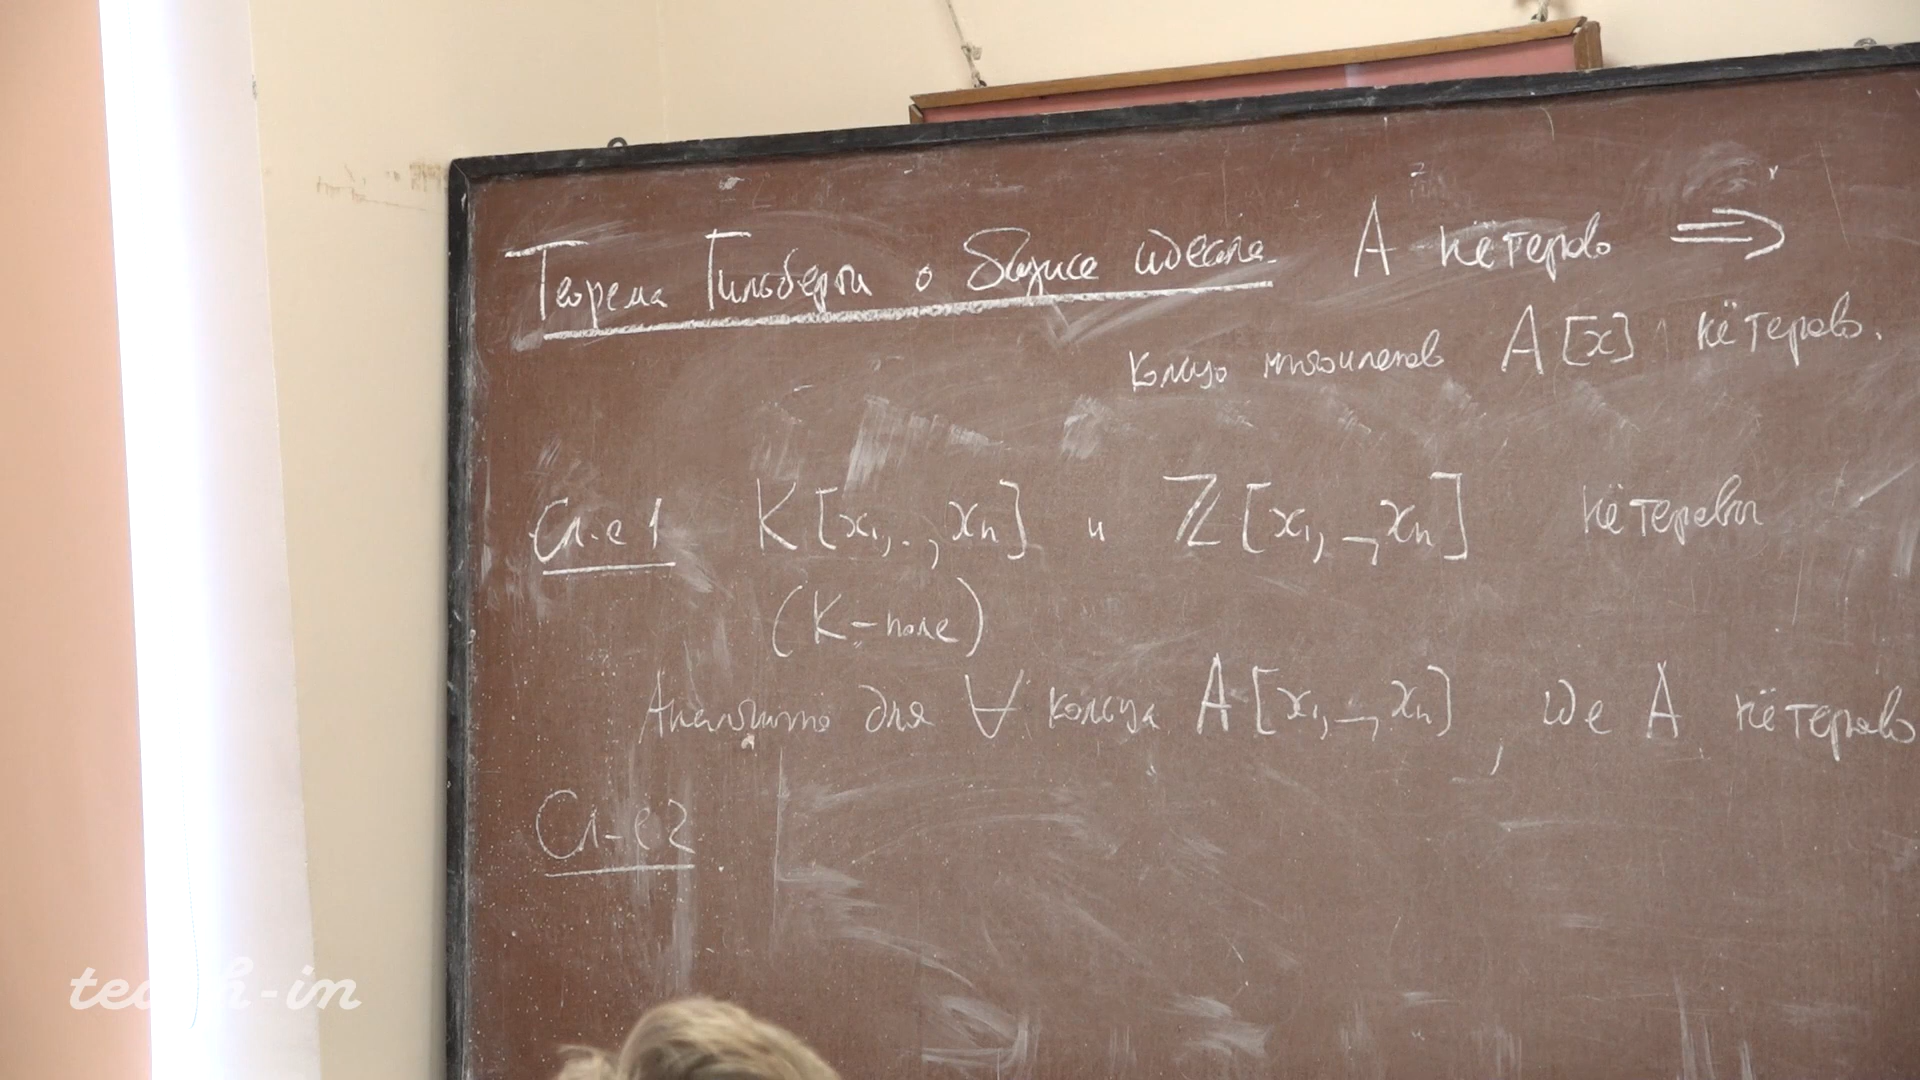 Теорема Гильберта о базисе идеала. A нётерово ⟹
кольцо многочленов A[x] нётерово.
Сл-е 1 K[x₁,..,xₙ] и ℤ[x₁,..,xₙ] нётеровы
(K – поле)
Аналогично для ∀ кольца A[x₁,..,xₙ], где A нётерово
Сл-е 2
teach-in